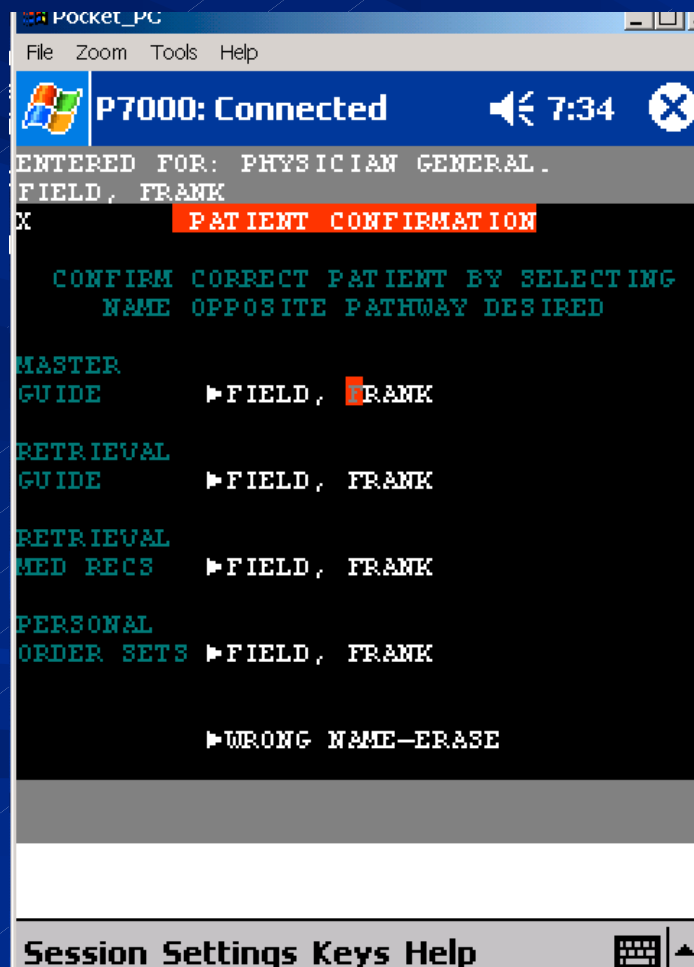 Pocket_PC
File Zoom Tools Help
P7000: Connected 7:34
ENTERED FOR: PHYSICIAN GENERAL.
FIELD, FRANK
X PATIENT CONFIRMATION
CONFIRM CORRECT PATIENT BY SELECTING
NAME OPPOSITE PATHWAY DESIRED
MASTER
GUIDE ►FIELD, FRANK
RETRIEVAL
GUIDE ►FIELD, FRANK
RETRIEVAL
MED RECS ►FIELD, FRANK
PERSONAL
ORDER SETS ►FIELD, FRANK
►WRONG NAME—ERASE
Session Settings Keys Help